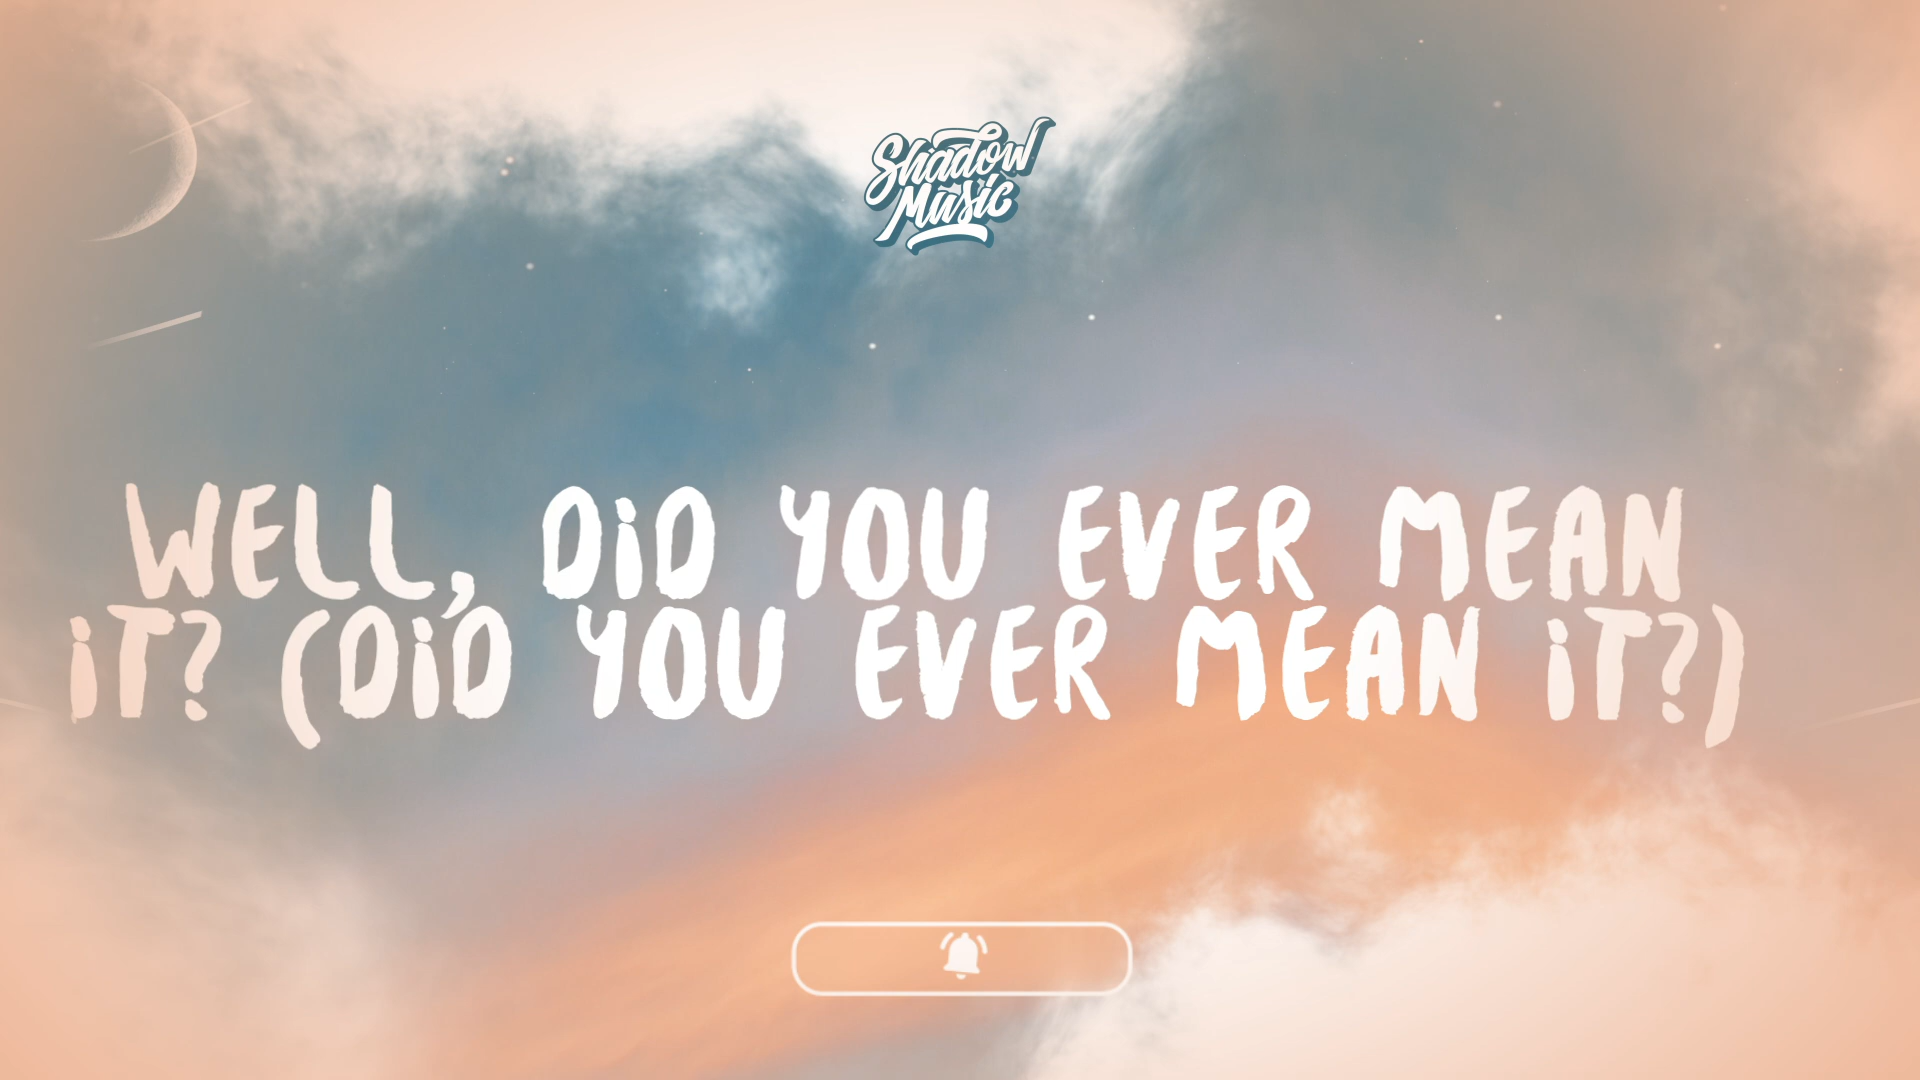 Shadow
Music
WELL, DiD YOU EVER MEAN
iT? (DiD YOU EVER MEAN iT?)